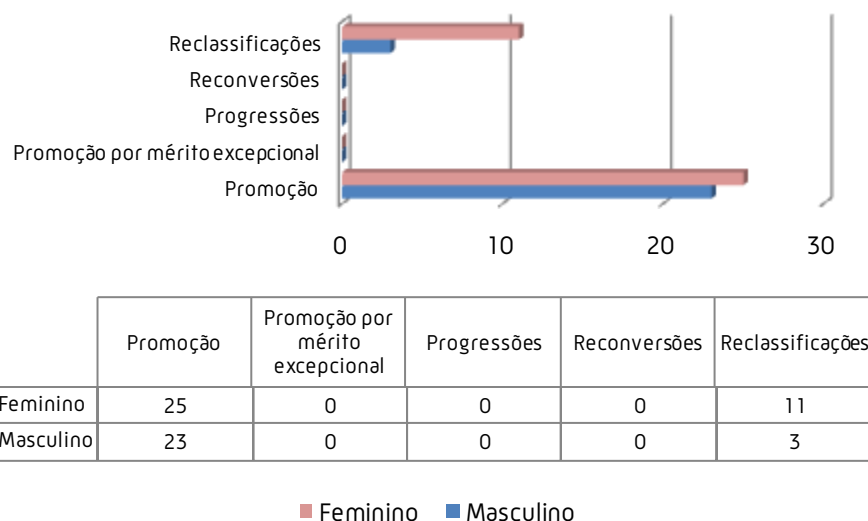 Reclassificações
Reconversões
Progressões
Promoção por mérito excepcional
Promoção
0 10 20 30
Promoção Promoção por mérito excepcional Progressões Reconversões Reclassificações
Feminino 25 0 0 0 11
Masculino 23 0 0 0 3
Feminino Masculino